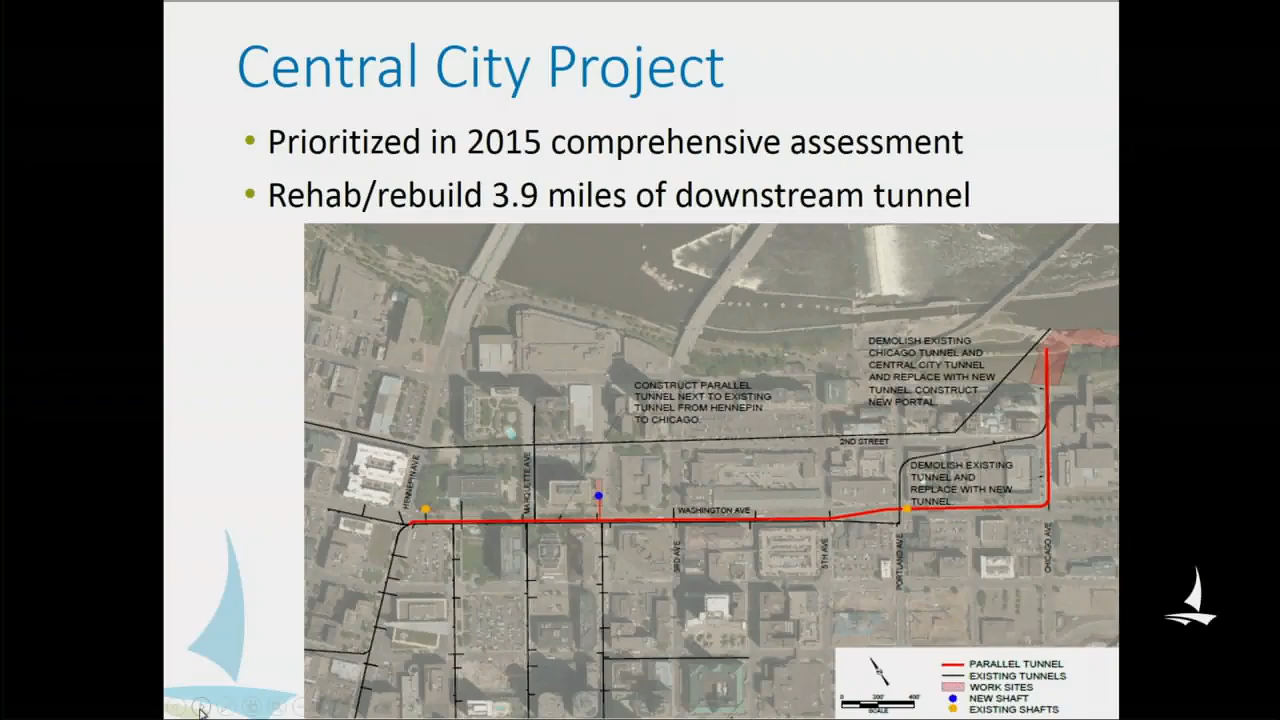 Central City Project
• Prioritized in 2015 comprehensive assessment
• Rehab/rebuild 3.9 miles of downstream tunnel
DEMOLISH EXISTING
CHICAGO TUNNEL AND
CENTRAL CITY TUNNEL
AND REPLACE WITH NEW
TUNNEL. CONSTRUCT
NEW PORTAL.
CONSTRUCT PARALLEL
TUNNEL NEXT TO EXISTING
TUNNEL FROM HENNEPIN
TO CHICAGO.
2ND STREET
HENNEPIN AVE
MARQUETTE AVE
DEMOLISH EXISTING
TUNNEL AND
REPLACE WITH NEW
TUNNEL.
WASHINGTON AVE
3RD AVE
5TH AVE
PORTLAND AVE
CHICAGO AVE
PARALLEL TUNNEL
EXISTING TUNNELS
WORK SITES
NEW SHAFT
EXISTING SHAFTS
0 200' 400'
SCALE